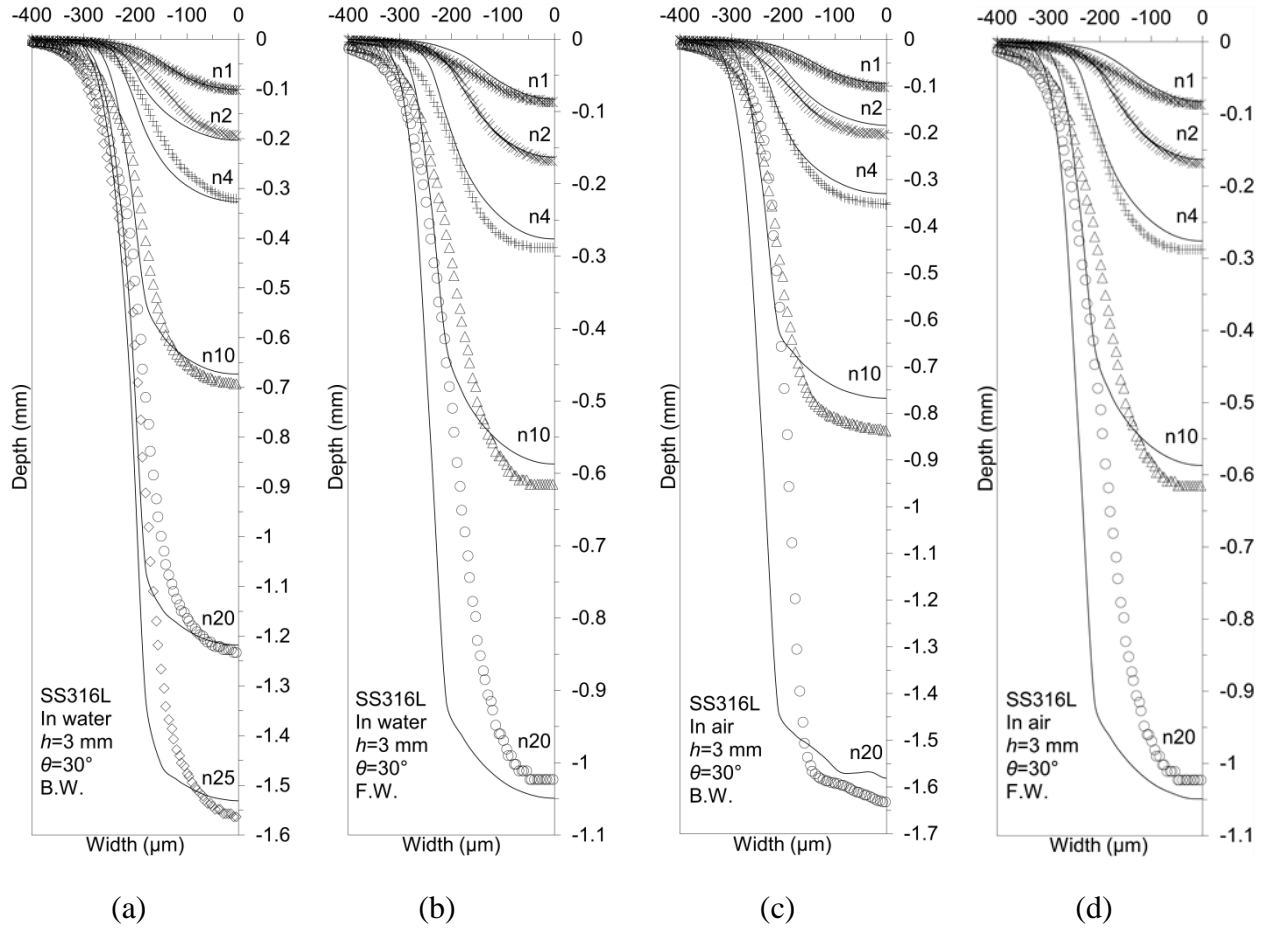 -400 -300 -200 -100 0
0
-0.1
-0.2
-0.3
-0.4
-0.5
-0.6
-0.7
-0.8
-0.9
-1
-1.1
-1.2
-1.3
-1.4
-1.5
-1.6
n1
n2
n4
n10
n20
n25
Depth (mm)
SS316L
In water
h=3 mm
θ=30°
B.W.
Width (µm)
(a)
-400 -300 -200 -100 0
0
-0.1
-0.2
-0.3
-0.4
-0.5
-0.6
-0.7
-0.8
-0.9
-1
-1.1
n1
n2
n4
n10
n20
Depth (mm)
SS316L
In water
h=3 mm
θ=30°
F.W.
Width (µm)
(b)
-400 -300 -200 -100 0
0
-0.1
-0.2
-0.3
-0.4
-0.5
-0.6
-0.7
-0.8
-0.9
-1
-1.1
-1.2
-1.3
-1.4
-1.5
-1.6
-1.7
n1
n2
n4
n10
n20
Depth (mm)
SS316L
In air
h=3 mm
θ=30°
B.W.
Width (µm)
(c)
-400 -300 -200 -100 0
0
-0.1
-0.2
-0.3
-0.4
-0.5
-0.6
-0.7
-0.8
-0.9
-1
-1.1
n1
n2
n4
n10
n20
Depth (mm)
SS316L
In air
h=3 mm
θ=30°
F.W.
Width (µm)
(d)